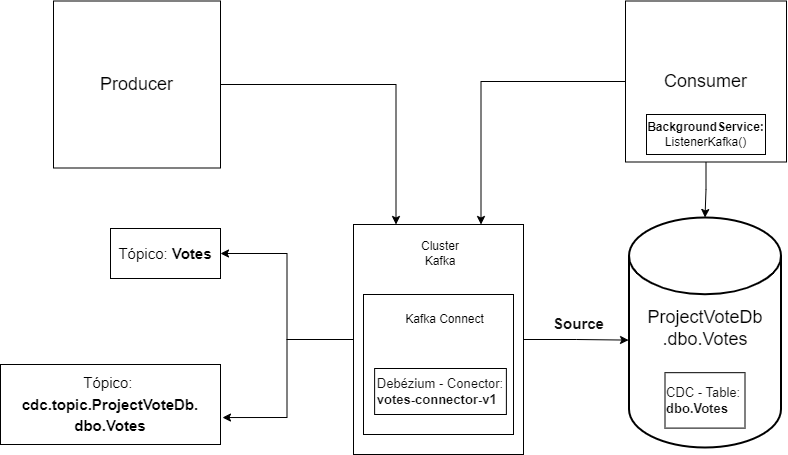 Producer
Consumer
BackgroundService:
ListenerKafka()
Tópico: Votes
Cluster
Kafka
Kafka Connect
Debézium - Conector:
votes-connector-v1
Source
ProjectVoteDb
.dbo.Votes
CDC - Table:
dbo.Votes
Tópico:
cdc.topic.ProjectVoteDb.
dbo.Votes